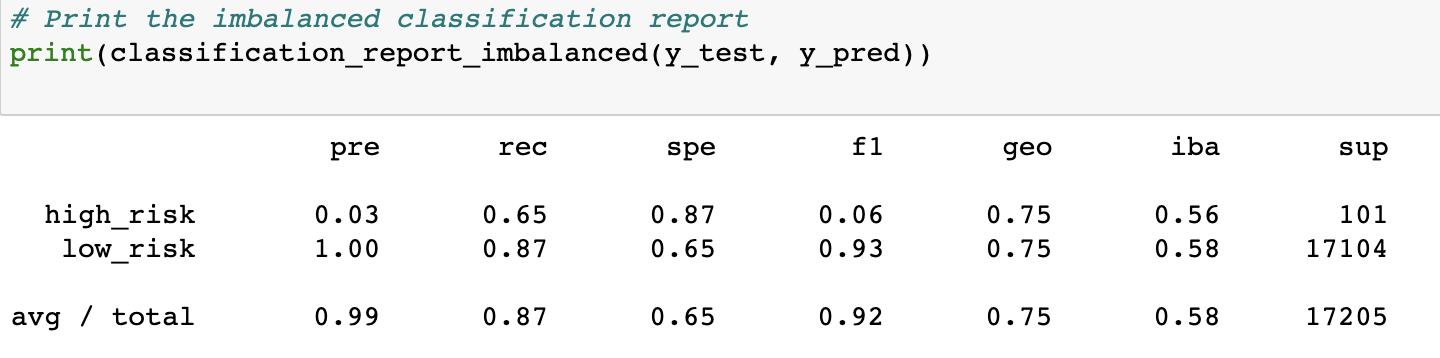 # Print the imbalanced classification report
print(classification_report_imbalanced(y_test, y_pred))
pre rec spe f1 geo iba sup
high_risk 0.03 0.65 0.87 0.06 0.75 0.56 101
low_risk 1.00 0.87 0.65 0.93 0.75 0.58 17104
avg / total 0.99 0.87 0.65 0.92 0.75 0.58 17205